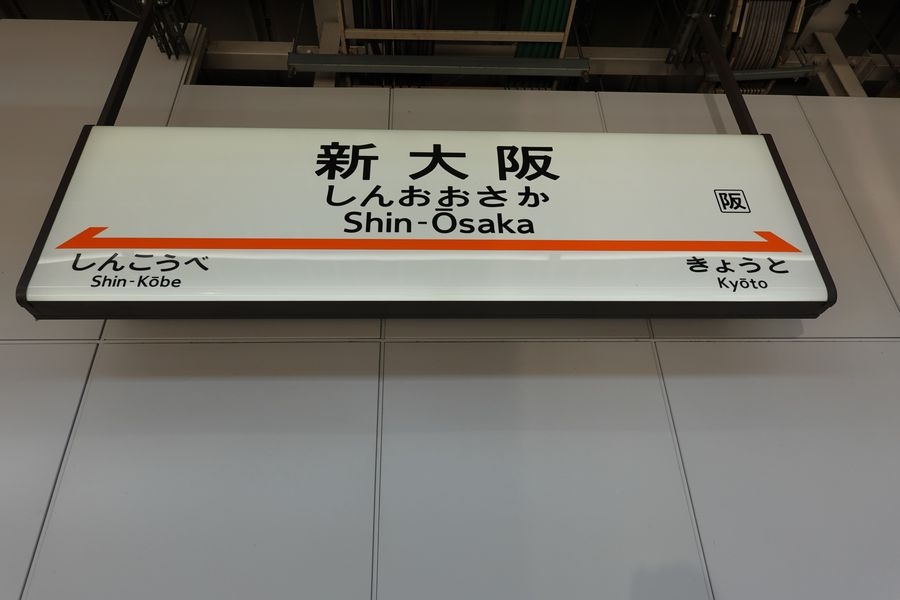 新大阪
しんおおさか
Shin-Ōsaka
阪
しんこうべ
Shin-Kōbe
きょうと
Kyōto